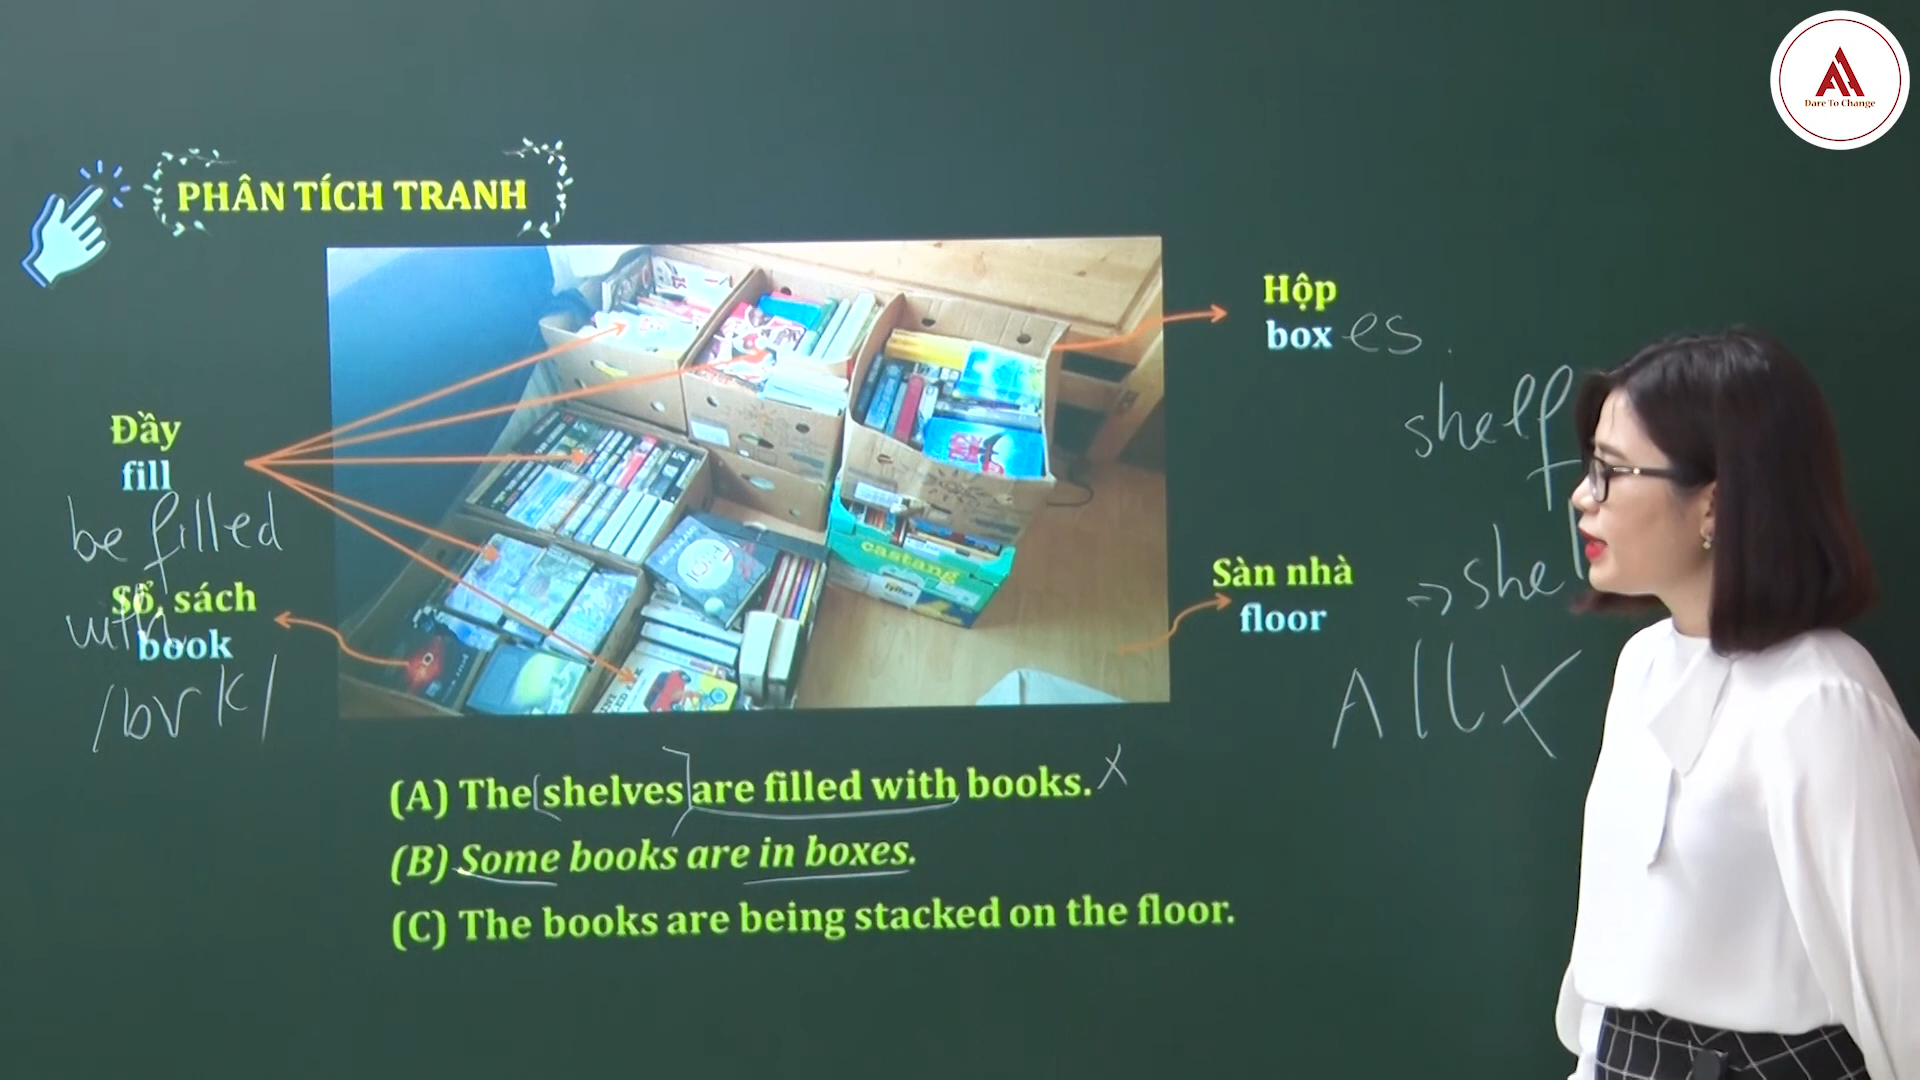 Dare To Change
PHÂN TÍCH TRANH
Hộp
box es.
shelf
Đầy
fill
be filled
with
Sổ, sách
book
/bʊk/
castang
Sàn nhà
floor
→ shel
All X
(A) The [shelves] are filled with books. X
(B) Some books are in boxes.
(C) The books are being stacked on the floor.